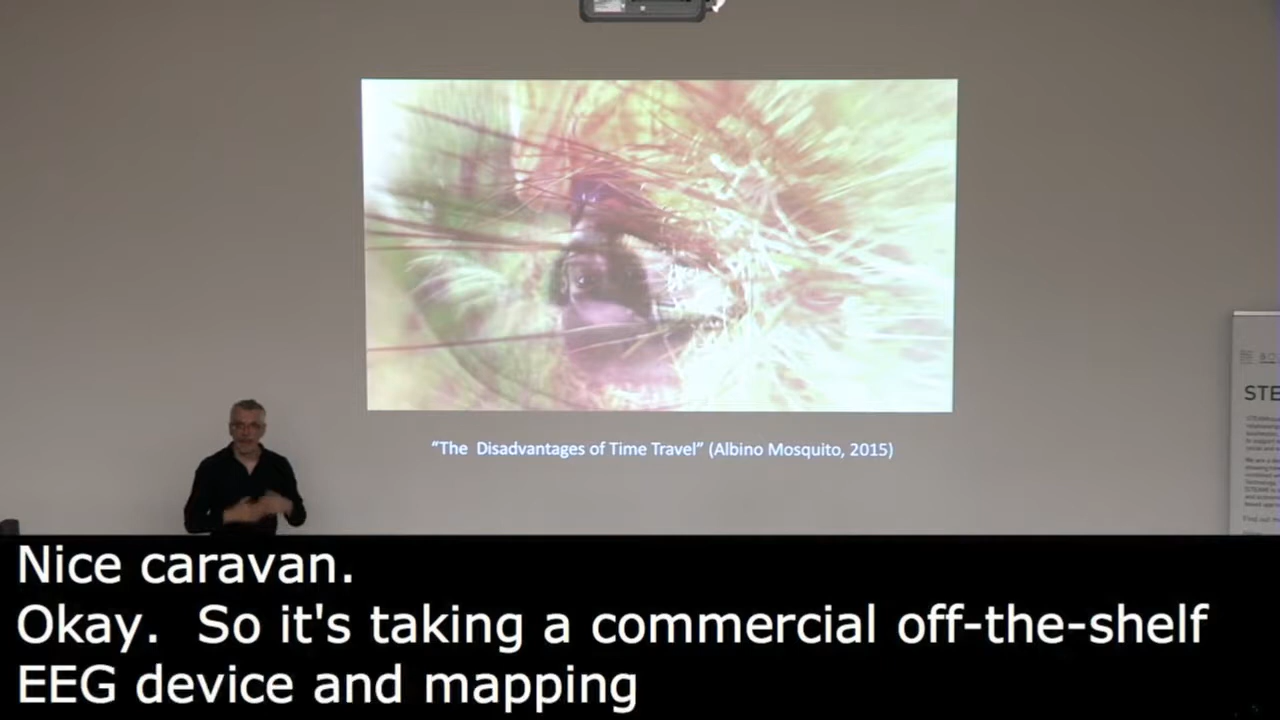 "The Disadvantages of Time Travel" (Albino Mosquito, 2015)
STE
Nice caravan.
Okay. So it's taking a commercial off-the-shelf
EEG device and mapping